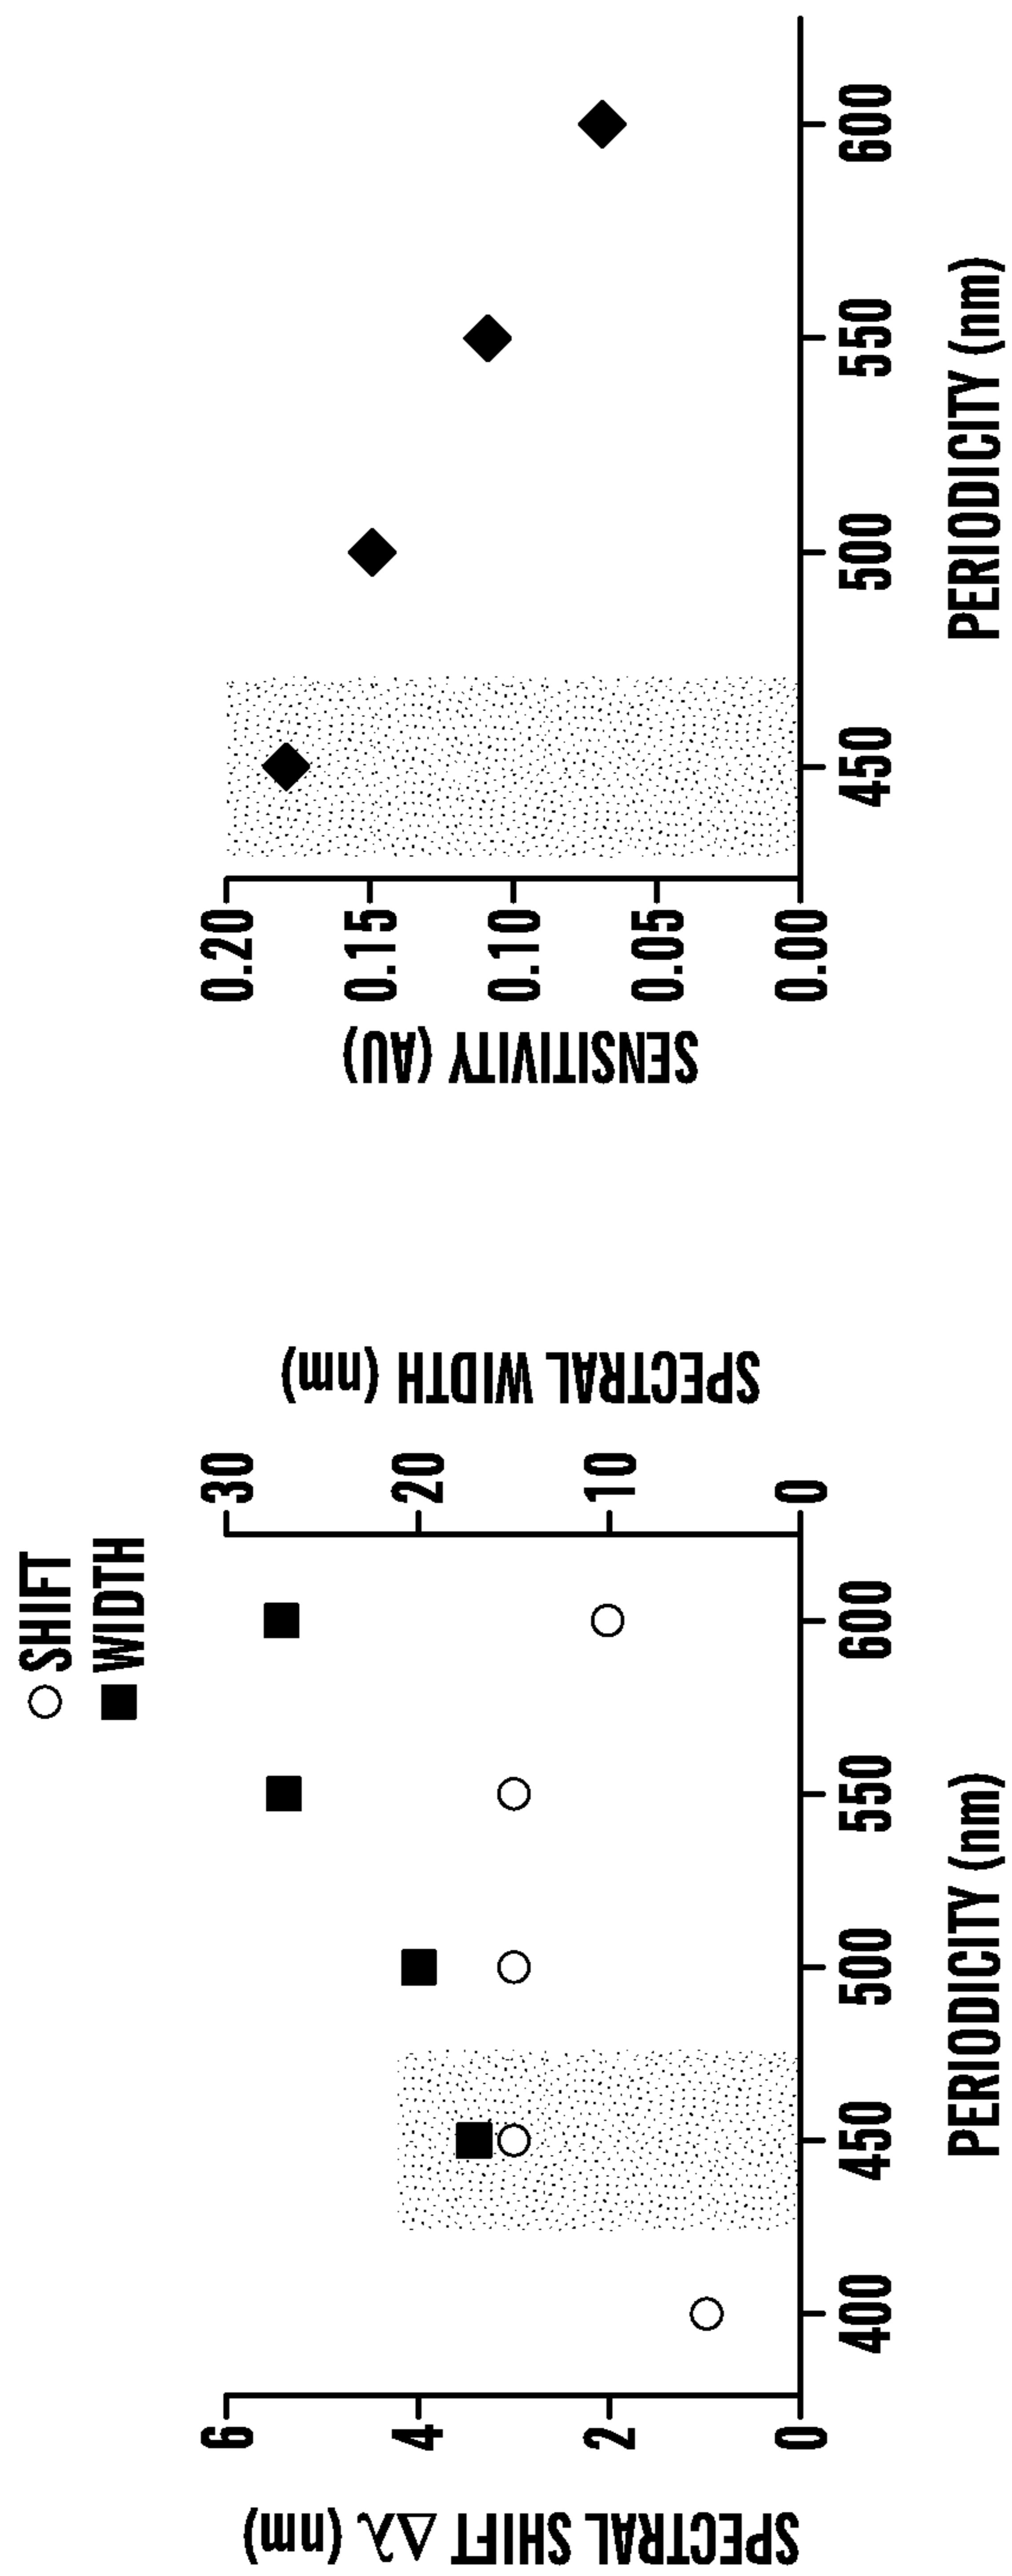 ○ SHIFT
■ WIDTH
SPECTRAL SHIFT Δλ (nm)
6
4
2
0
400 450 500 550 600
PERIODICITY (nm)
30
20
10
0
SPECTRAL WIDTH (nm)
SENSITIVITY (AU)
0.20
0.15
0.10
0.05
0.00
450 500 550 600
PERIODICITY (nm)